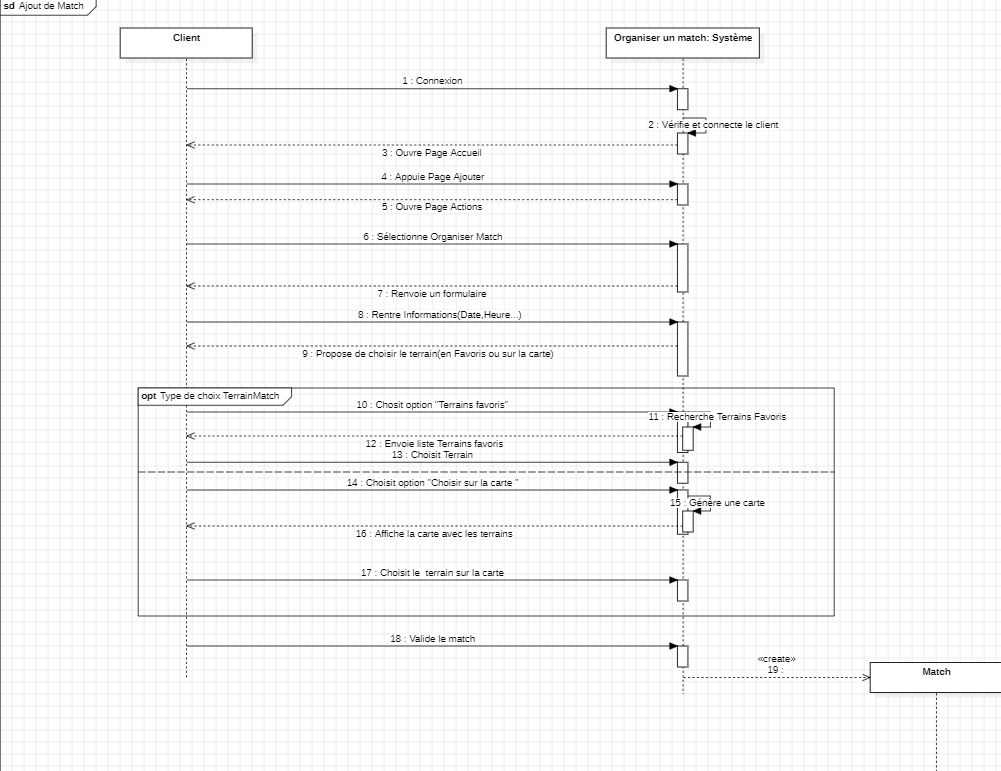 sd Ajout de Match
Client
Organiser un match: Système
1 : Connexion
2 : Vérifie et connecte le client
3 : Ouvre Page Accueil
4 : Appuie Page Ajouter
5 : Ouvre Page Actions
6 : Sélectionne Organiser Match
7 : Renvoie un formulaire
8 : Rentre Informations(Date,Heure...)
9 : Propose de choisir le terrain(en Favoris ou sur la carte)
opt Type de choix TerrainMatch
10 : Chosit option "Terrains favoris"
11 : Recherche Terrains Favoris
12 : Envoie liste Terrains favoris
13 : Choisit Terrain
14 : Choisit option "Choisir sur la carte "
15 : Génère une carte
16 : Affiche la carte avec les terrains
17 : Choisit le  terrain sur la carte
18 : Valide le match
«create»
19 :
Match